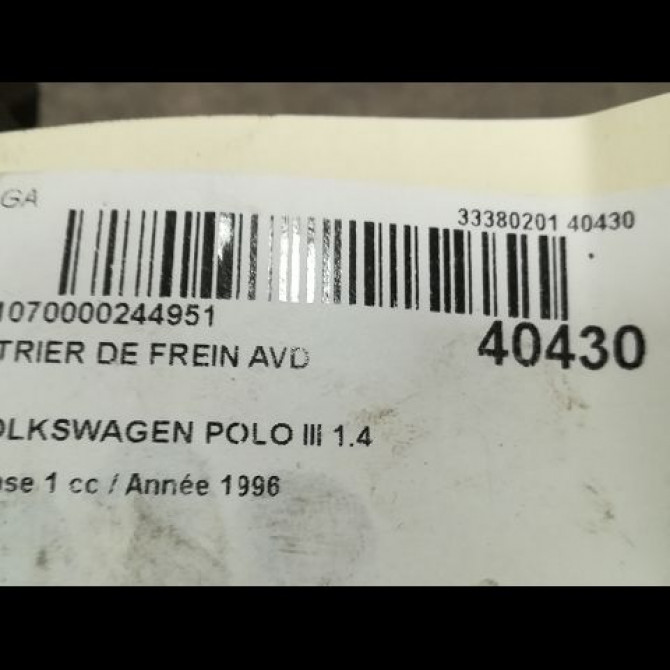 GA
33380201 40430
1070000244951
40430
TRIER DE FREIN AVD
OLKSWAGEN POLO III 1.4
se 1 cc / Année 1996